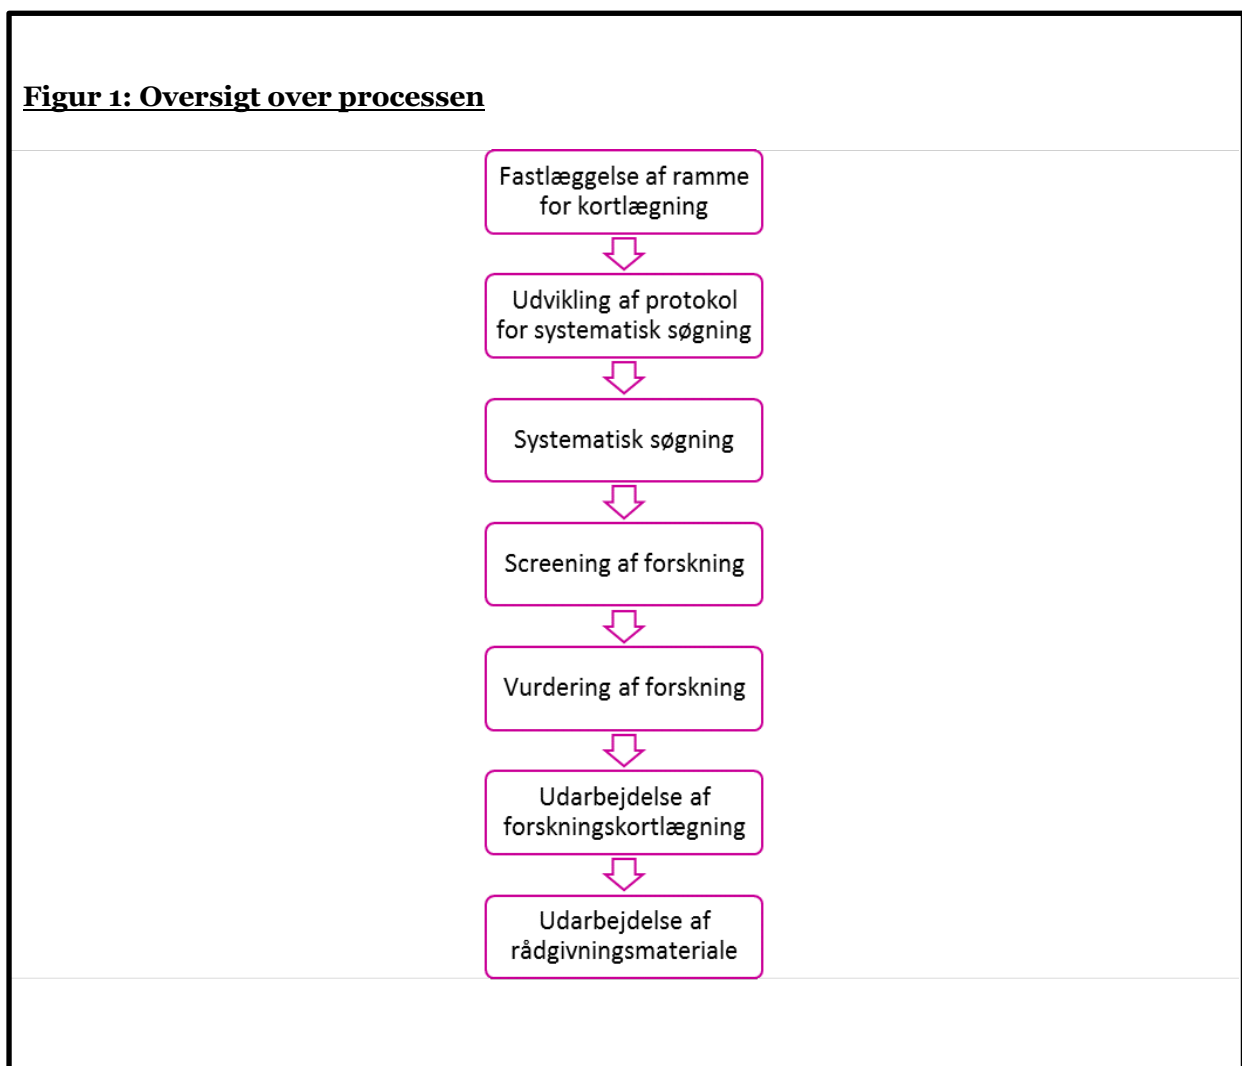 Figur 1: Oversigt over processen
Fastlæggelse af ramme
for kortlægning
Udvikling af protokol
for systematisk søgning
Systematisk søgning
Screening af forskning
Vurdering af forskning
Udarbejdelse af
forskningskortlægning
Udarbejdelse af
rådgivningsmateriale